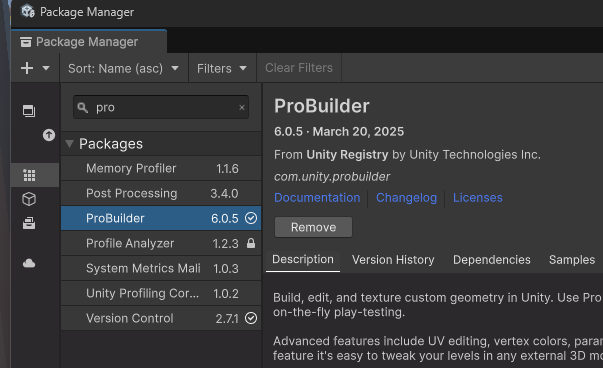 Package Manager
Package Manager
Sort: Name (asc) Filters Clear Filters
pro
Packages
Memory Profiler 1.1.6
Post Processing 3.4.0
ProBuilder 6.0.5
Profile Analyzer 1.2.3
System Metrics Mali 1.0.3
Unity Profiling Cor... 1.0.2
Version Control 2.7.1
ProBuilder
6.0.5 · March 20, 2025
From Unity Registry by Unity Technologies Inc.
com.unity.probuilder
Documentation Changelog Licenses
Remove
Description Version History Dependencies Samples
Build, edit, and texture custom geometry in Unity. Use Pro
on-the-fly play-testing.
Advanced features include UV editing, vertex colors, para
feature it's easy to tweak your levels in any external 3D